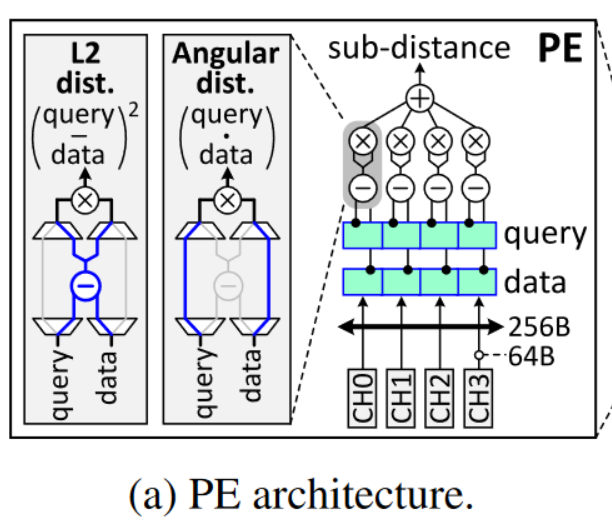 L2
dist.
(query
−
data)²
query
data
Angular
dist.
(query
·
data)
query
data
sub-distance
PE
query
data
256B
64B
CH0
CH1
CH2
CH3
(a) PE architecture.